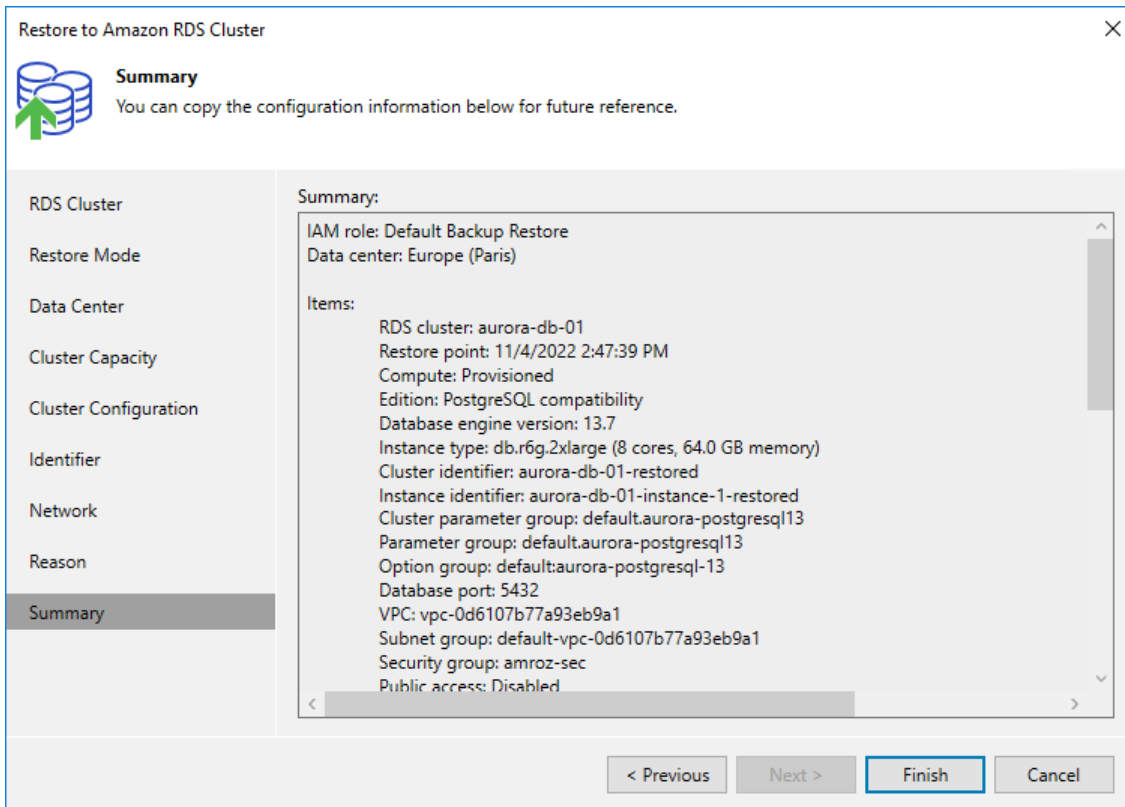 Restore to Amazon RDS Cluster
Summary
You can copy the configuration information below for future reference.
RDS Cluster
Restore Mode
Data Center
Cluster Capacity
Cluster Configuration
Identifier
Network
Reason
Summary
Summary:
IAM role: Default Backup Restore
Data center: Europe (Paris)
Items:
RDS cluster: aurora-db-01
Restore point: 11/4/2022 2:47:39 PM
Compute: Provisioned
Edition: PostgreSQL compatibility
Database engine version: 13.7
Instance type: db.r6g.2xlarge (8 cores, 64.0 GB memory)
Cluster identifier: aurora-db-01-restored
Instance identifier: aurora-db-01-instance-1-restored
Cluster parameter group: default.aurora-postgresql13
Parameter group: default.aurora-postgresql13
Option group: default:aurora-postgresql-13
Database port: 5432
VPC: vpc-0d6107b77a93eb9a1
Subnet group: default-vpc-0d6107b77a93eb9a1
Security group: amroz-sec
Public access: Disabled
< Previous
Next >
Finish
Cancel